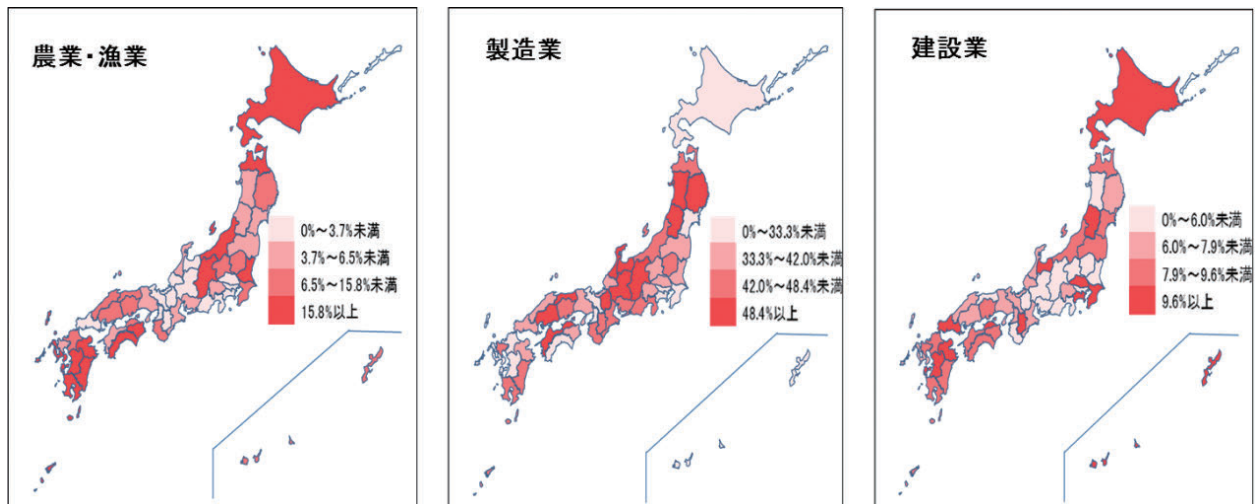 農業・漁業
0%～3.7%未満
3.7%～6.5%未満
6.5%～15.8%未満
15.8%以上
製造業
0%～33.3%未満
33.3%～42.0%未満
42.0%～48.4%未満
48.4%以上
建設業
0%～6.0%未満
6.0%～7.9%未満
7.9%～9.6%未満
9.6%以上